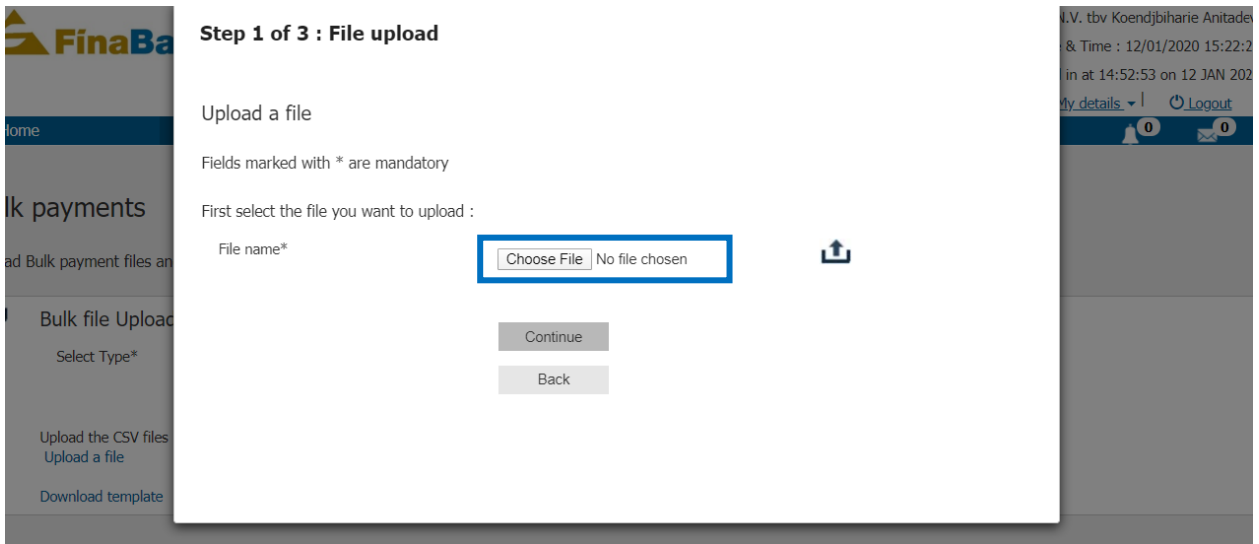 FinaBa
Step 1 of 3 : File upload
N.V. tbv Koendjbiharie Anitadev
& Time : 12/01/2020 15:22:2
in at 14:52:53 on 12 JAN 202
My details Logout
Upload a file
Home
0 0
Fields marked with * are mandatory
lk payments
First select the file you want to upload :
File name*
Choose File No file chosen
ad Bulk payment files an
Bulk file Upload
Continue
Select Type*
Back
Upload the CSV files
Upload a file
Download template